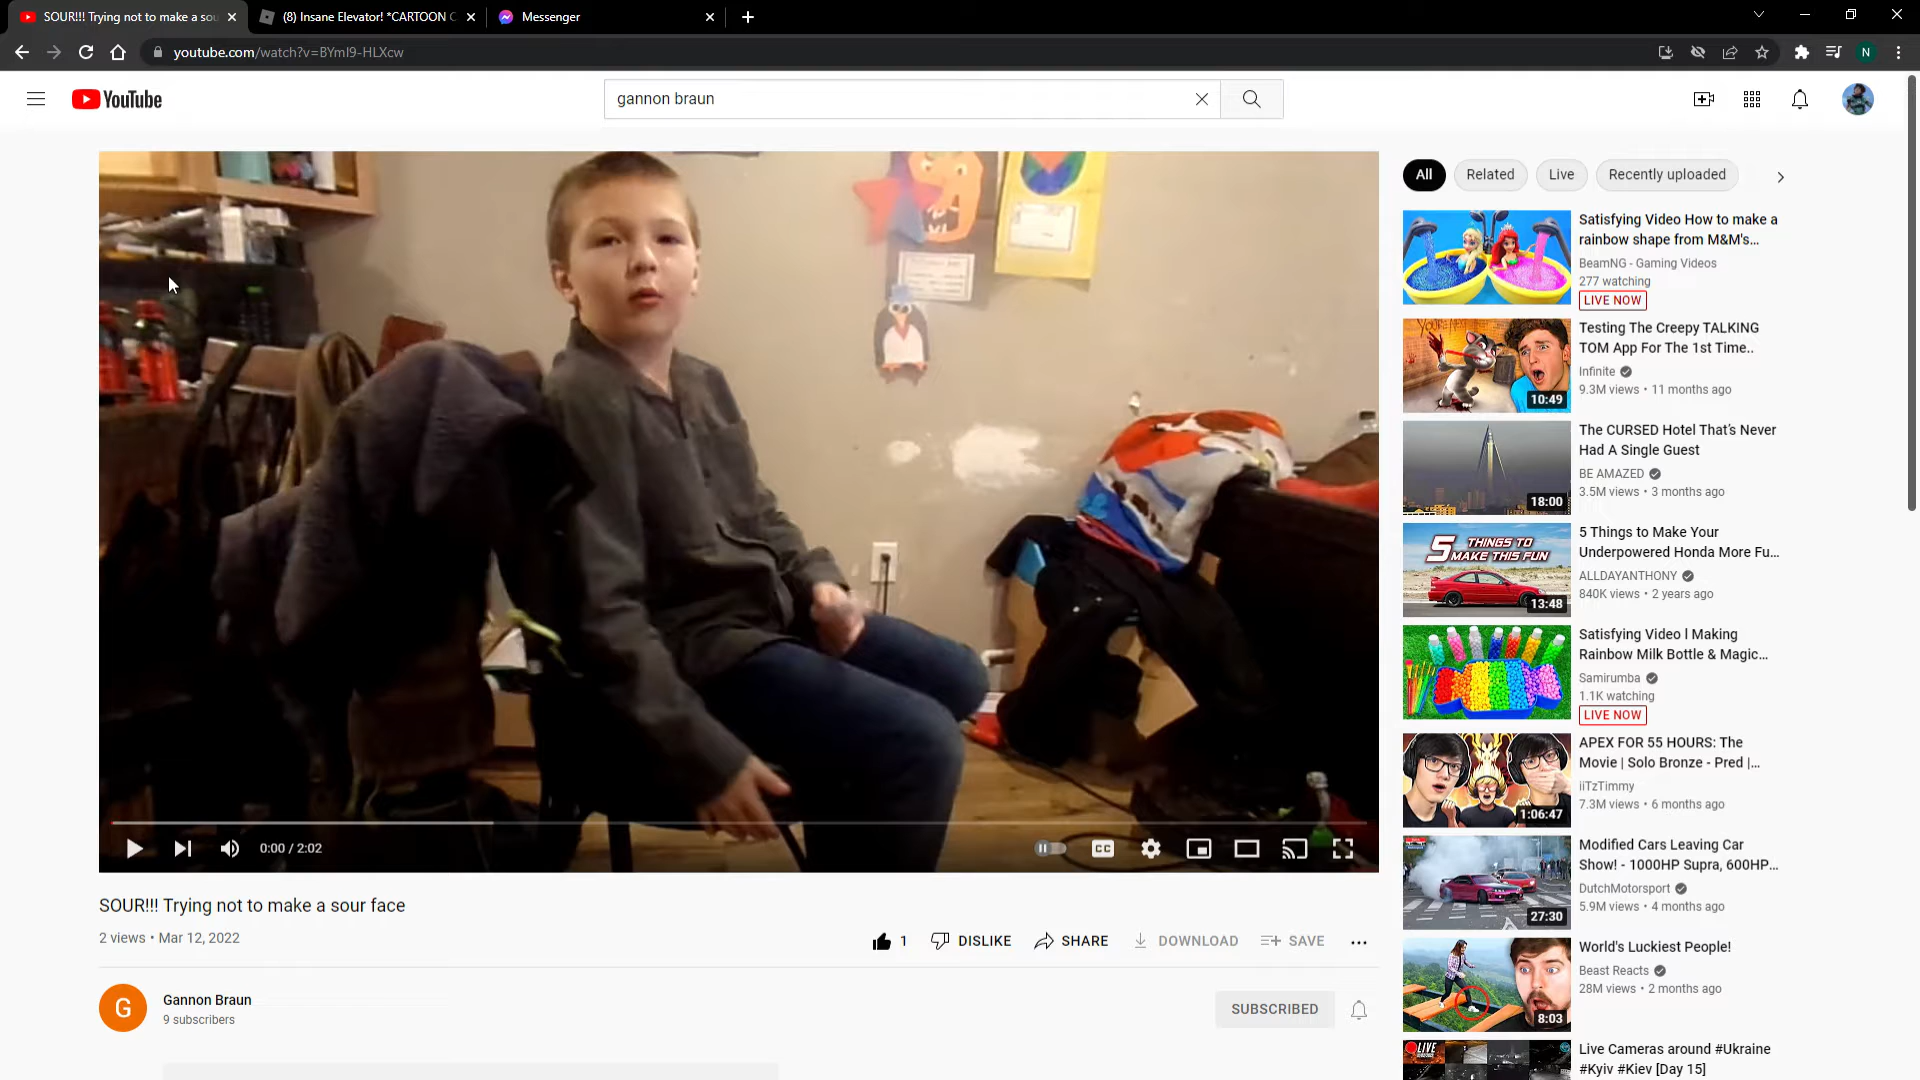 SOUR!!! Trying not to make a sou
(8) Insane Elevator! *CARTOON C
Messenger
youtube.com/watch?v=BYmI9-HLXcw
N
YouTube
gannon braun
All
Related
Live
Recently uploaded
Satisfying Video How to make a
rainbow shape from M&M's...
BeamNG - Gaming Videos
277 watching
LIVE NOW
10:49
Testing The Creepy TALKING
TOM App For The 1st Time..
Infinite
9.3M views • 11 months ago
18:00
The CURSED Hotel That's Never
Had A Single Guest
BE AMAZED
3.5M views • 3 months ago
5 THINGS TO
MAKE THIS FUN
13:48
5 Things to Make Your
Underpowered Honda More Fu...
ALLDAYANTHONY
840K views • 2 years ago
Satisfying Video l Making
Rainbow Milk Bottle & Magic...
Samirumba
1.1K watching
LIVE NOW
1:06:47
APEX FOR 55 HOURS: The
Movie | Solo Bronze - Pred |...
iiTzTimmy
7.3M views • 6 months ago
27:30
Modified Cars Leaving Car
Show! - 1000HP Supra, 600HP...
DutchMotorsport
5.9M views • 4 months ago
8:03
World's Luckiest People!
Beast Reacts
28M views • 2 months ago
LIVE
Live Cameras around #Ukraine
#Kyiv #Kiev [Day 15]
0:00 / 2:02
CC
SOUR!!! Trying not to make a sour face
2 views • Mar 12, 2022
1
DISLIKE
SHARE
DOWNLOAD
SAVE
G
Gannon Braun
9 subscribers
SUBSCRIBED